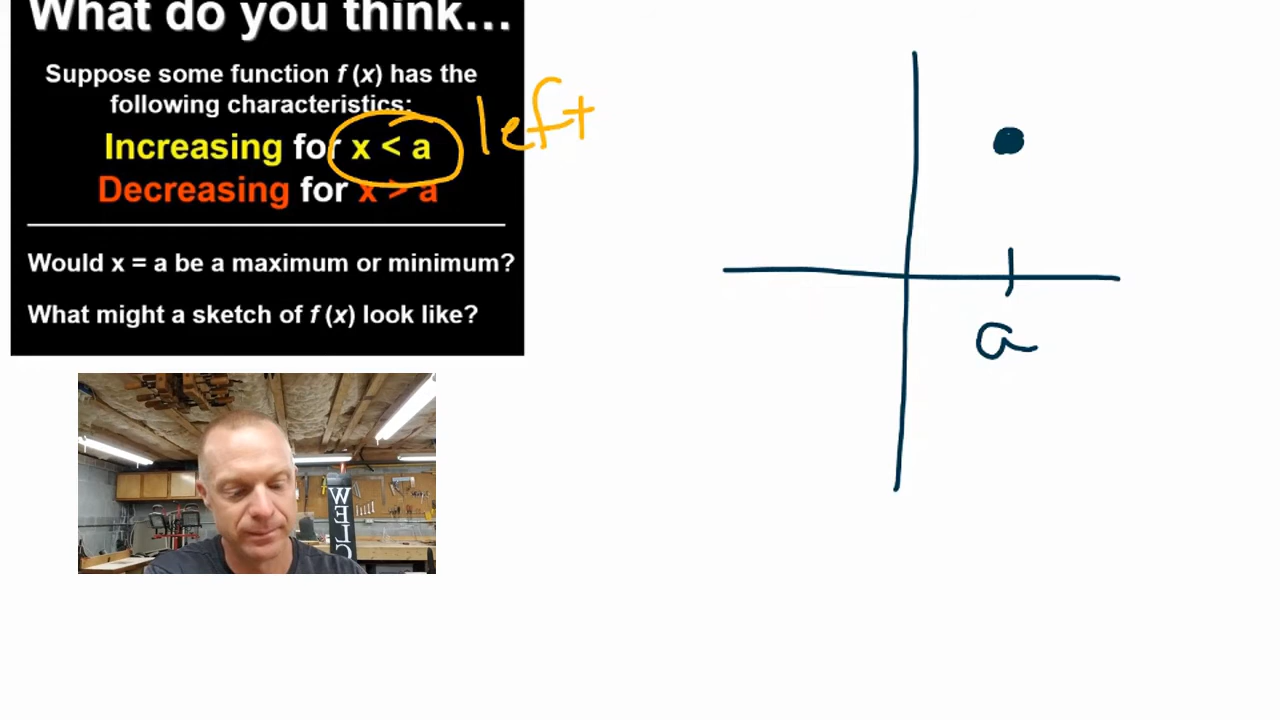 What do you think…
Suppose some function f (x) has the
following characteristics:
Increasing for x < a
left
Decreasing for x > a
Would x = a be a maximum or minimum?
What might a sketch of f (x) look like?
a
WELC